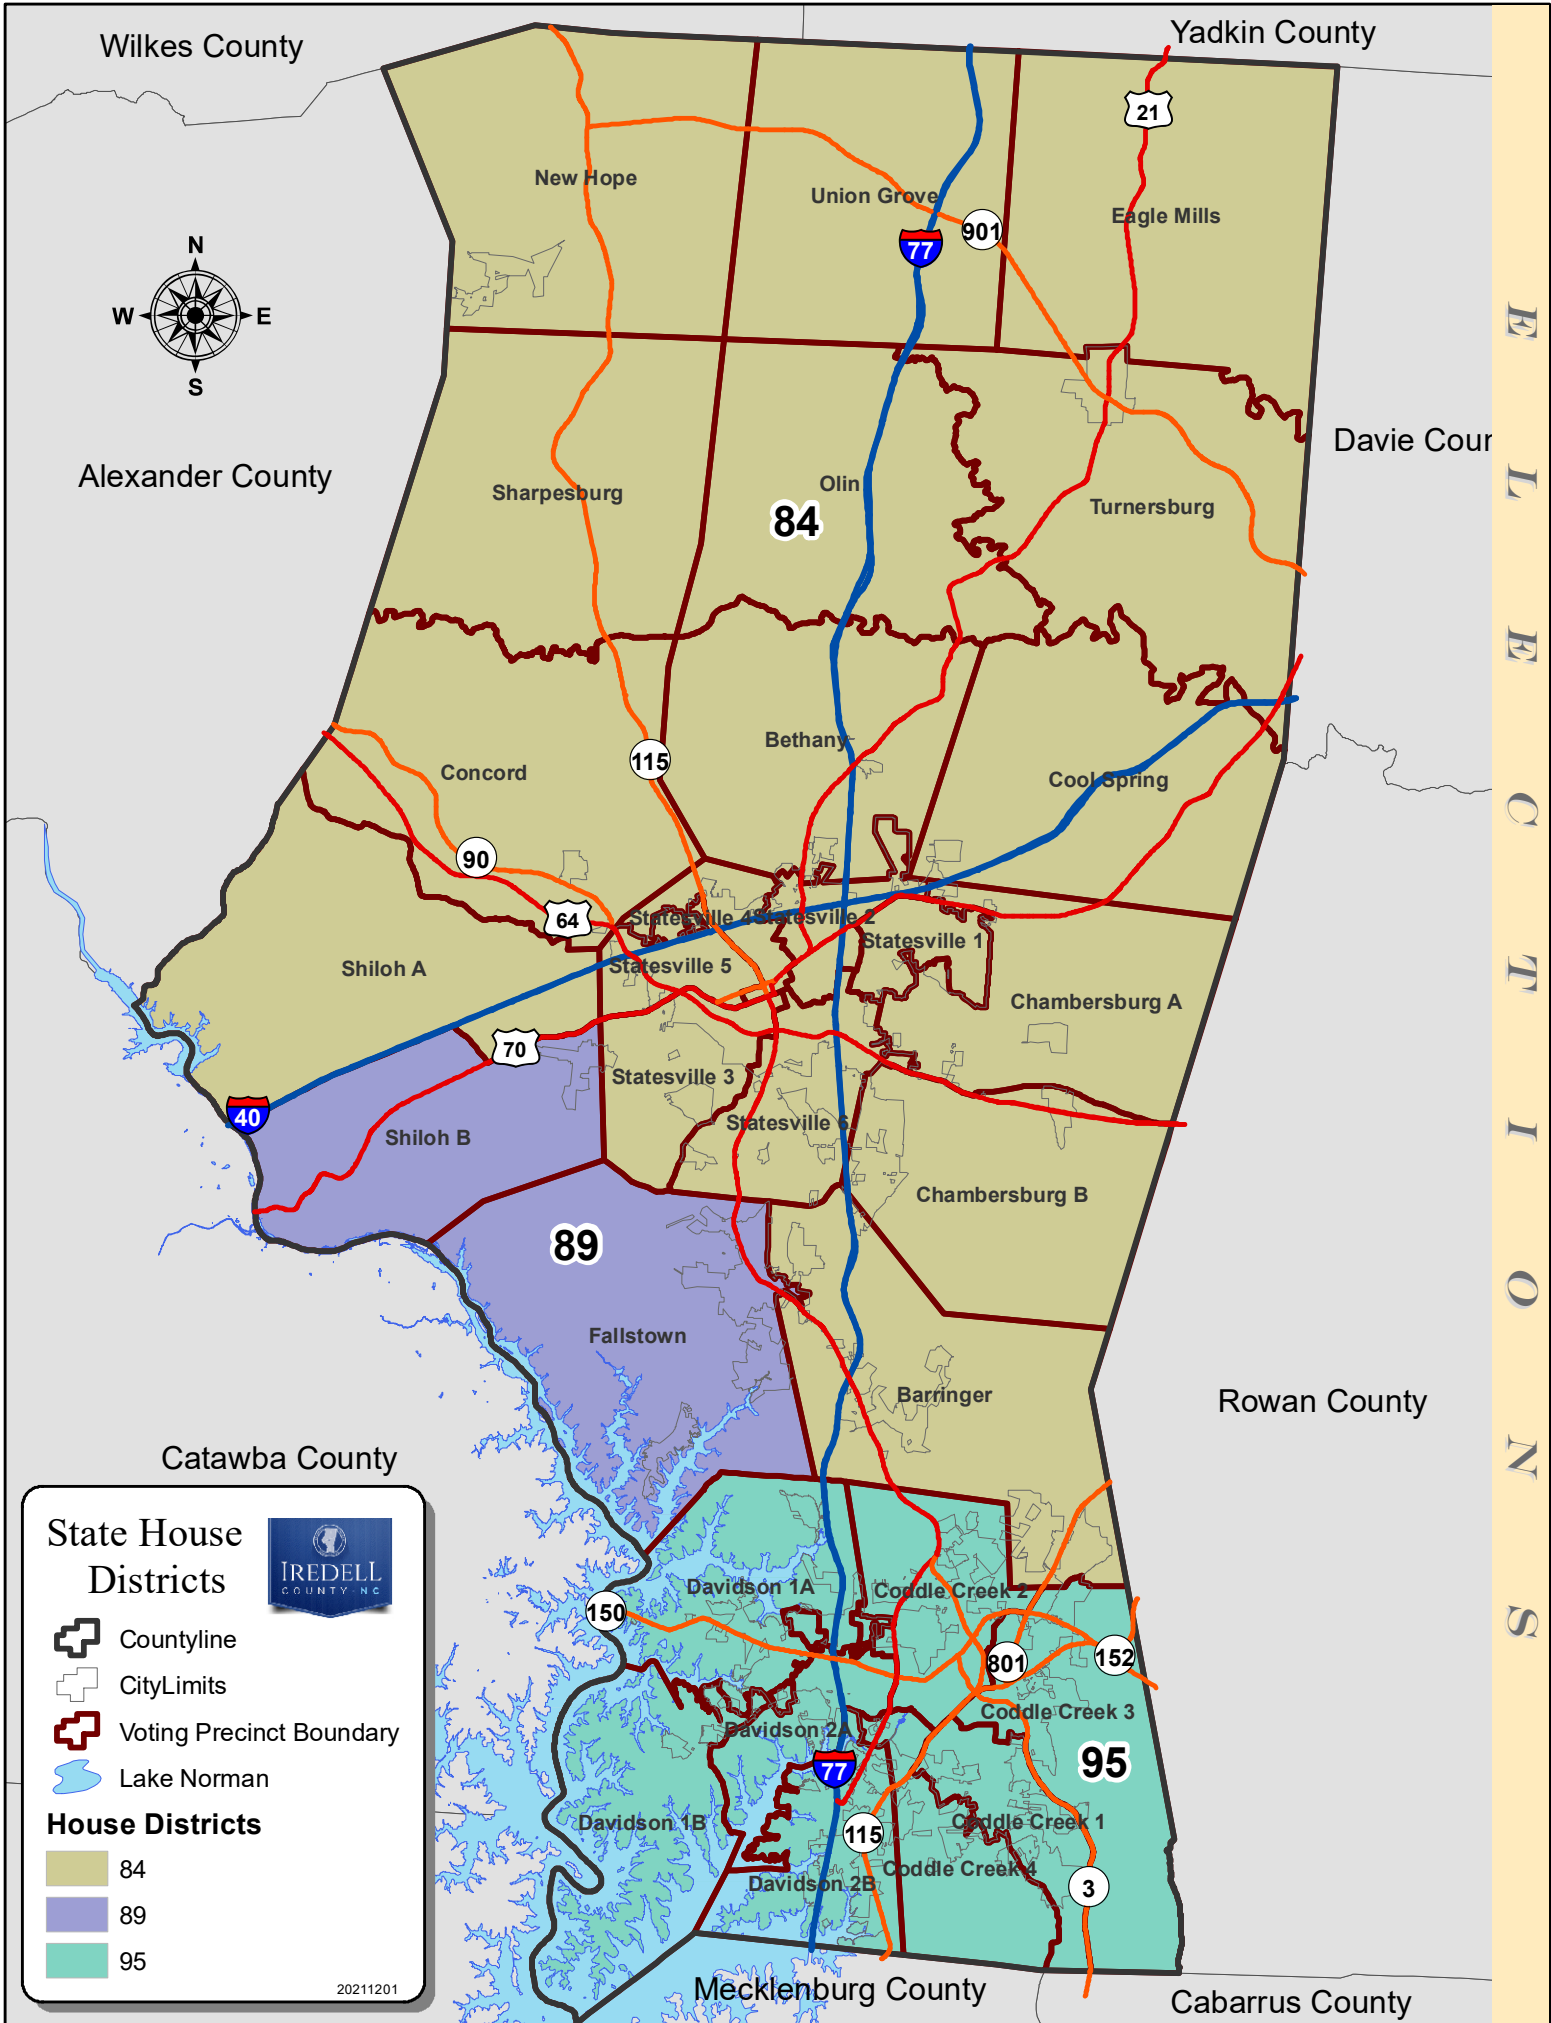 Wilkes County
Yadkin County
21
New Hope
Union Grove
Eagle Mills
901
77
N
W
E
S
Davie Cour
Alexander County
Sharpesburg
Olin
84
Turnersburg
Bethany
115
Concord
Cool Spring
90
64
Statesville 4
Statesville 2
Statesville 1
Shiloh A
Statesville 5
Chambersburg A
70
Statesville 3
40
Statesville 6
Shiloh B
Chambersburg B
89
Fallstown
Barringer
Rowan County
Catawba County
Davidson 1A
Coddle Creek 2
150
801
152
Coddle Creek 3
Davidson 2A
95
77
Davidson 1B
Coddle Creek 1
115
Coddle Creek 4
Davidson 2B
3
Mecklenburg County
Cabarrus County
State House
Districts
IREDELL
COUNTY NC
Countyline
CityLimits
Voting Precinct Boundary
Lake Norman
House Districts
84
89
95
20211201
ELECTIONS